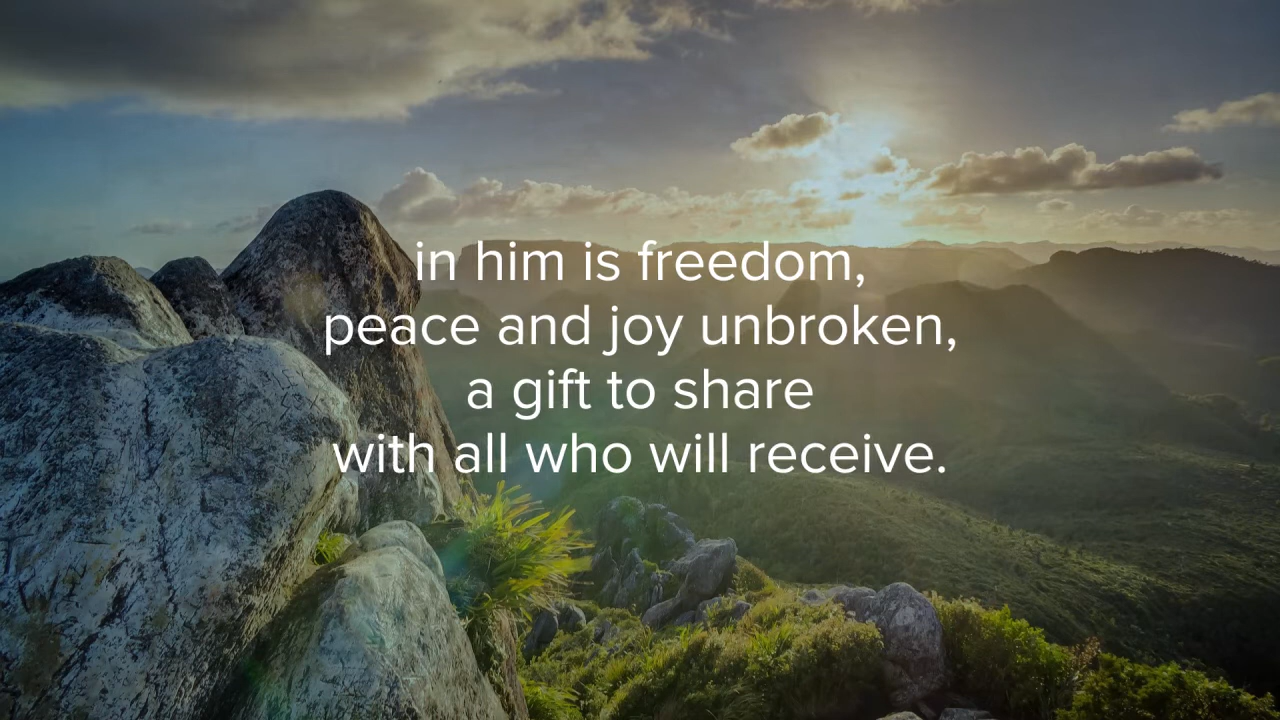 in him is freedom,
peace and joy unbroken,
a gift to share
with all who will receive.